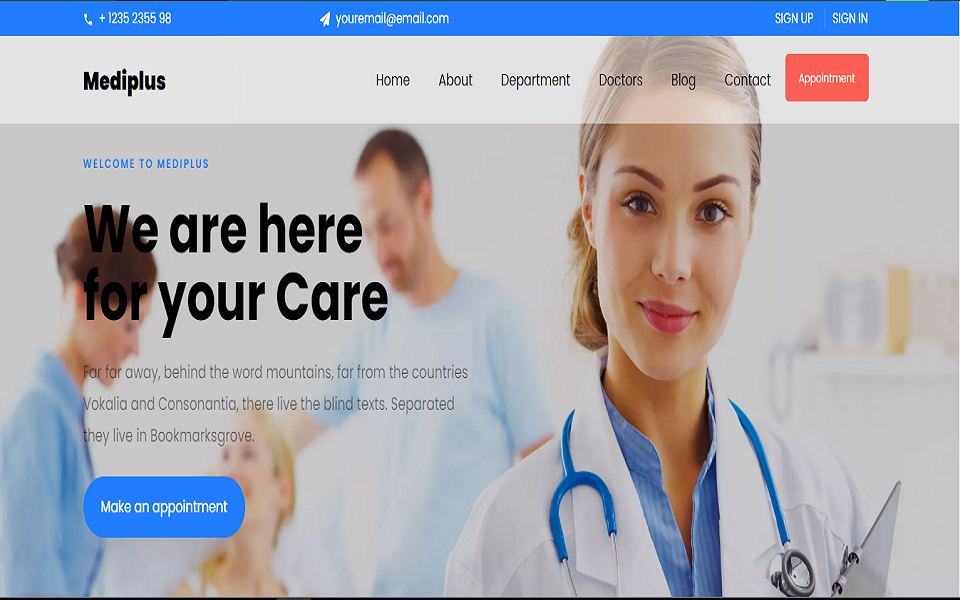 + 1235 2355 98
youremail@email.com
SIGN UP
SIGN IN
Mediplus
Home
About
Department
Doctors
Blog
Contact
Appointment
WELCOME TO MEDIPLUS
We are here
for your Care
Far far away, behind the word mountains, far from the countries
Vokalia and Consonantia, there live the blind texts. Separated
they live in Bookmarksgrove.
Make an appointment